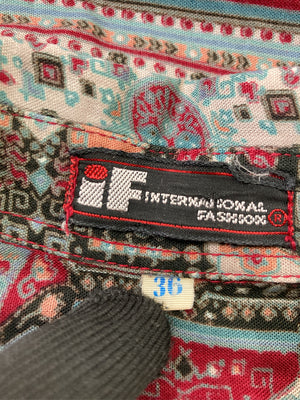 iF INTERNATIONAL
FASHION ®
36